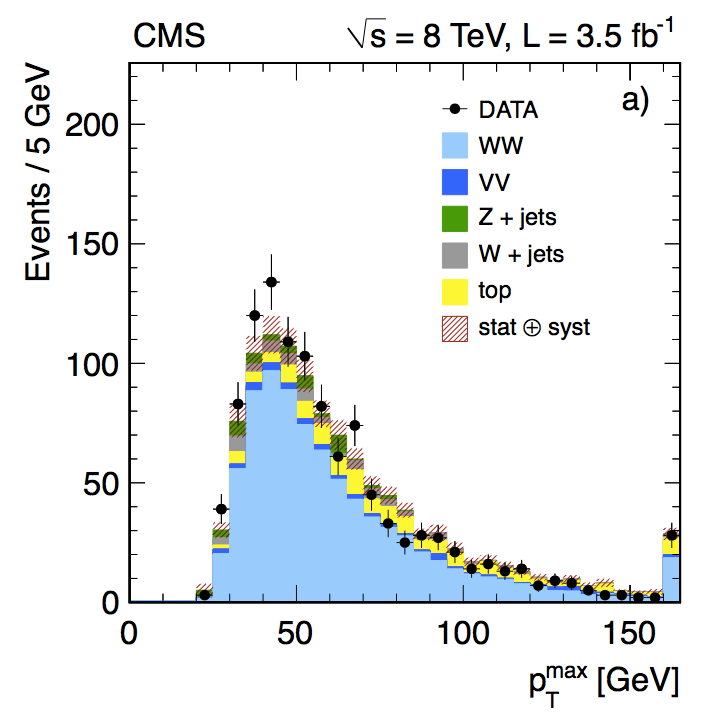 CMS √s = 8 TeV, L = 3.5 fb⁻¹
a)
Events / 5 GeV
DATA
WW
VV
Z + jets
W + jets
top
stat ⊕ syst
200
150
100
50
0
0 50 100 150
p_T^max [GeV]